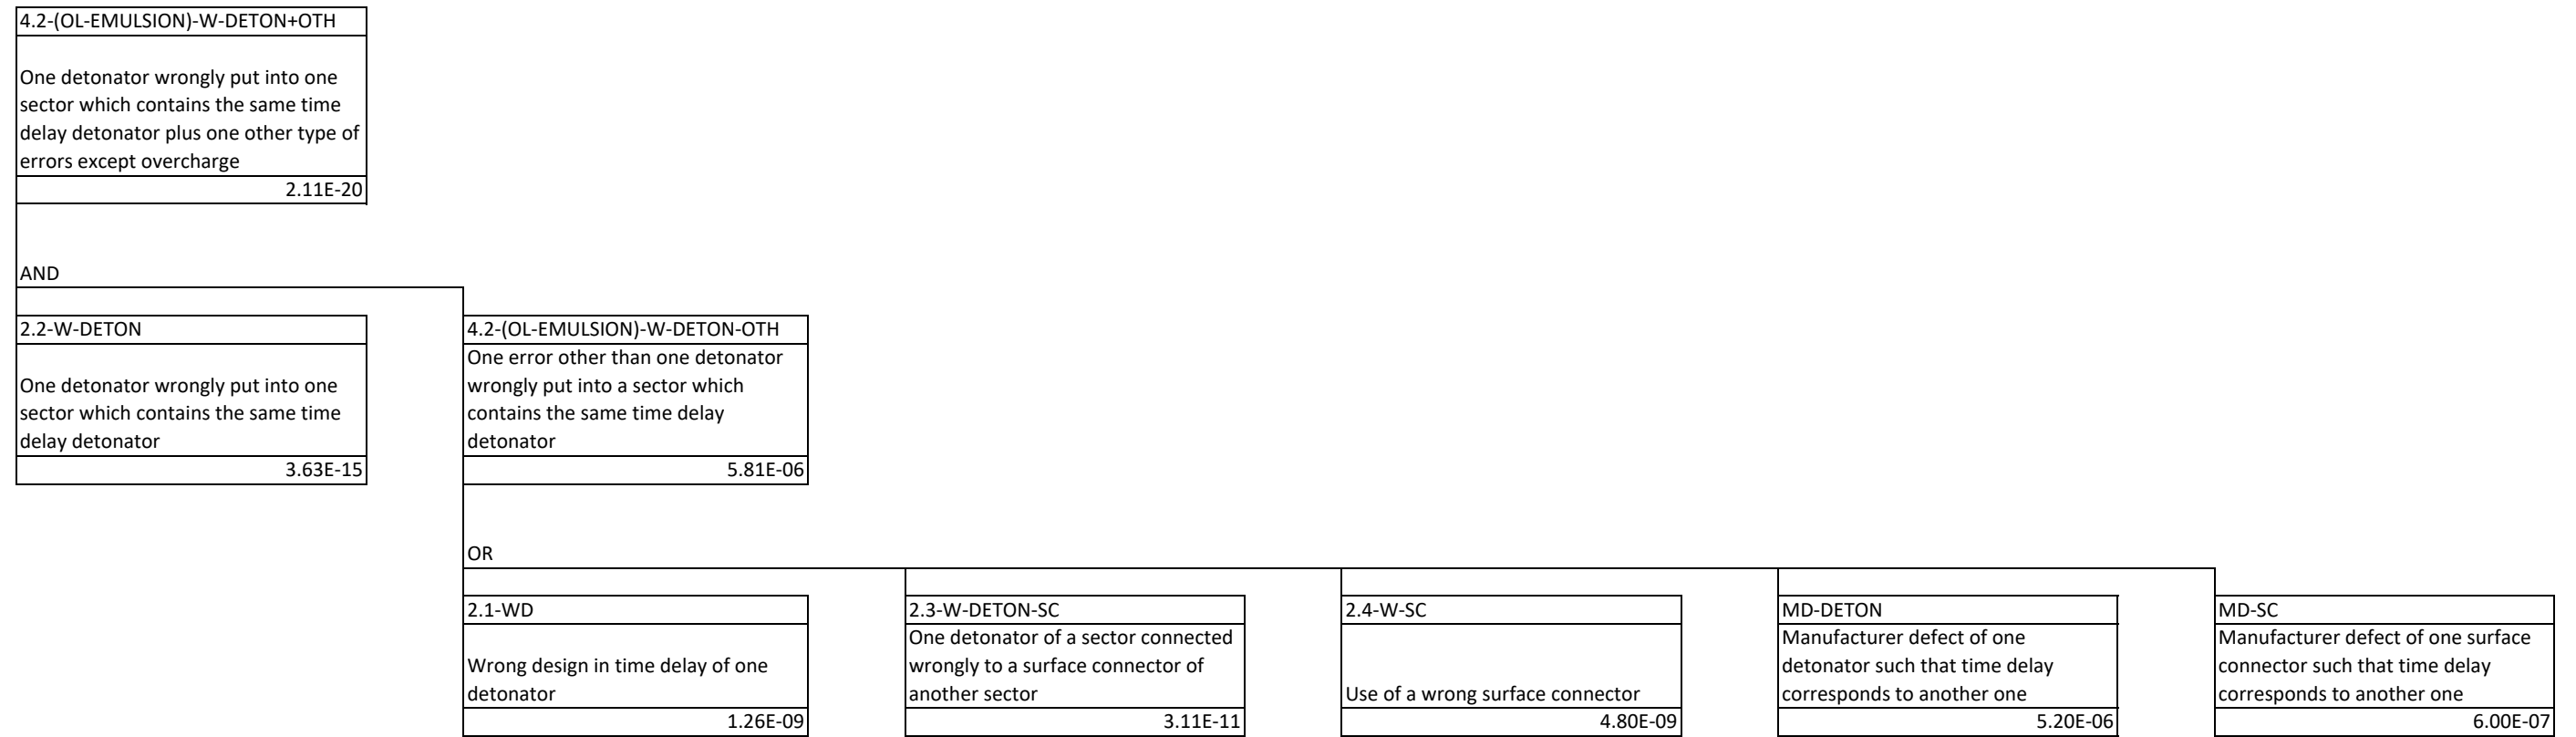 4.2-(OL-EMULSION)-W-DETON+OTH
One detonator wrongly put into one
sector which contains the same time
delay detonator plus one other type of
errors except overcharge
2.11E-20
AND
2.2-W-DETON
One detonator wrongly put into one
sector which contains the same time
delay detonator
3.63E-15
4.2-(OL-EMULSION)-W-DETON-OTH
One error other than one detonator
wrongly put into a sector which
contains the same time delay
detonator
5.81E-06
OR
2.1-WD
Wrong design in time delay of one
detonator
1.26E-09
2.3-W-DETON-SC
One detonator of a sector connected
wrongly to a surface connector of
another sector
3.11E-11
2.4-W-SC
Use of a wrong surface connector
4.80E-09
MD-DETON
Manufacturer defect of one
detonator such that time delay
corresponds to another one
5.20E-06
MD-SC
Manufacturer defect of one surface
connector such that time delay
corresponds to another one
6.00E-07